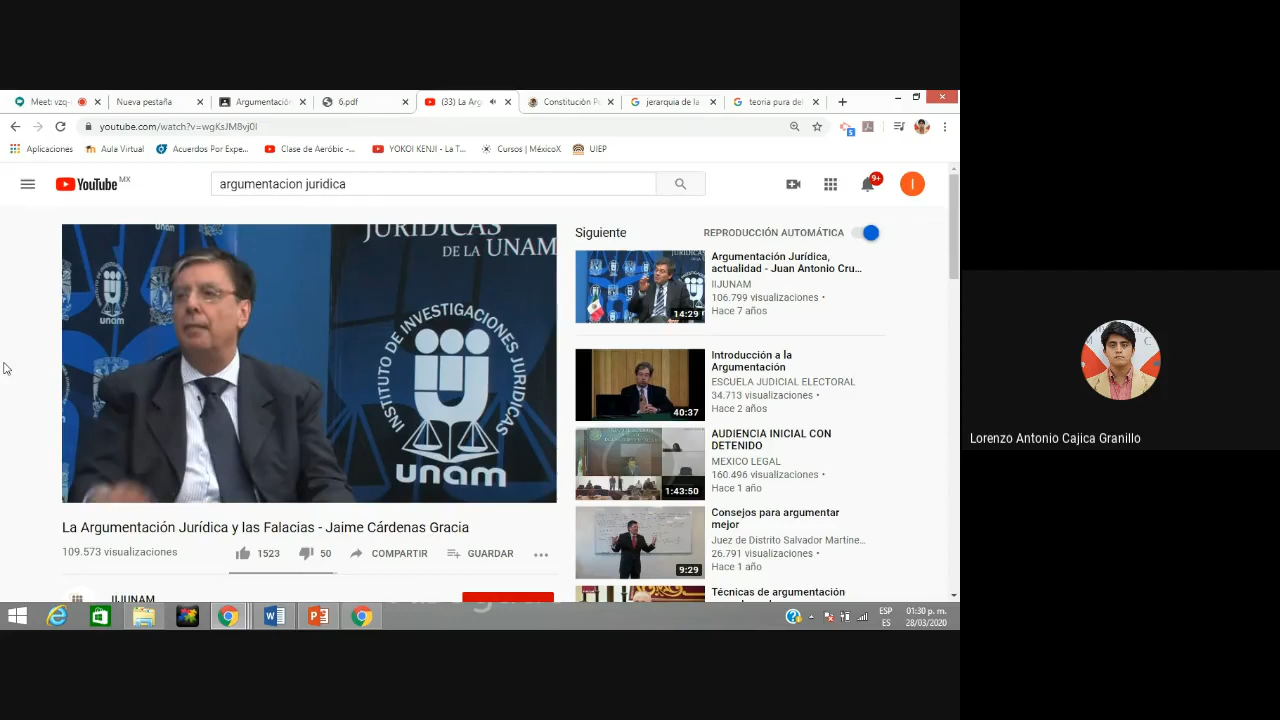 Meet: vzq-
Nueva pestaña
Argumentación
6.pdf
(33) La Arg
Constitución Po
jerarquia de la
teoria pura del
youtube.com/watch?v=wgKsJM8vj0I
Aplicaciones
Aula Virtual
Acuerdos Por Expe...
Clase de Aeróbic -...
YOKOI KENJI - La T...
Cursos | MéxicoX
UIEP
YouTube MX
argumentacion juridica
9+
I
JURÍDICAS
DE LA UNAM
unam
INSTITUTO DE INVESTIGACIONES JURIDICAS
unam
La Argumentación Jurídica y las Falacias - Jaime Cárdenas Gracia
109.573 visualizaciones
1523
50
COMPARTIR
GUARDAR
IIJUNAM
Siguiente
REPRODUCCIÓN AUTOMÁTICA
14:29
Argumentación Jurídica,
actualidad - Juan Antonio Cru...
IIJUNAM
106.799 visualizaciones •
Hace 7 años
40:37
Introducción a la
Argumentación
ESCUELA JUDICIAL ELECTORAL
34.713 visualizaciones •
Hace 2 años
1:43:50
AUDIENCIA INICIAL CON
DETENIDO
MEXICO LEGAL
160.496 visualizaciones •
Hace 1 año
9:29
Consejos para argumentar
mejor
Juez de Distrito Salvador Martíne...
26.791 visualizaciones •
Hace 1 año
Técnicas de argumentación
ESP
ES
01:30 p. m.
28/03/2020
Lorenzo Antonio Cajica Granillo